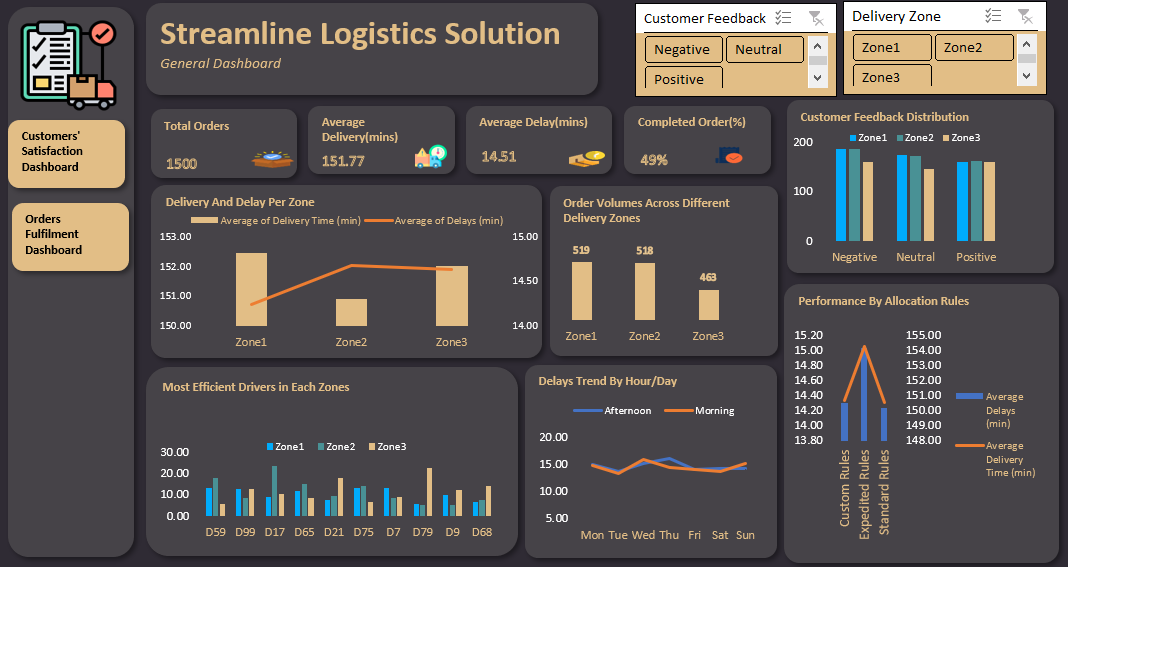 Streamline Logistics Solution
General Dashboard
Customer Feedback
Negative
Neutral
Positive
Delivery Zone
Zone1
Zone2
Zone3
Customers'
Satisfaction
Dashboard
Orders
Fulfilment
Dashboard
Total Orders
1500
Average
Delivery(mins)
151.77
Average Delay(mins)
14.51
Completed Order(%)
49%
Customer Feedback Distribution
Zone1 Zone2 Zone3
200
100
0
Negative Neutral Positive
Delivery And Delay Per Zone
Average of Delivery Time (min) Average of Delays (min)
153.00 15.00
152.00
14.50
151.00
150.00 14.00
Zone1 Zone2 Zone3
Order Volumes Across Different
Delivery Zones
519 518 463
Zone1 Zone2 Zone3
Performance By Allocation Rules
15.20 155.00
15.00 154.00
14.80 153.00
14.60 152.00
14.40 151.00
14.20 150.00
14.00 149.00
13.80 148.00
Custom Rules
Expedited Rules
Standard Rules
Average
Delays
(min)
Average
Delivery
Time (min)
Most Efficient Drivers in Each Zones
Zone1 Zone2 Zone3
30.00
20.00
10.00
0.00
D59 D99 D17 D65 D21 D75 D7 D79 D9 D68
Delays Trend By Hour/Day
Afternoon Morning
20.00
15.00
10.00
5.00
Mon Tue Wed Thu Fri Sat Sun